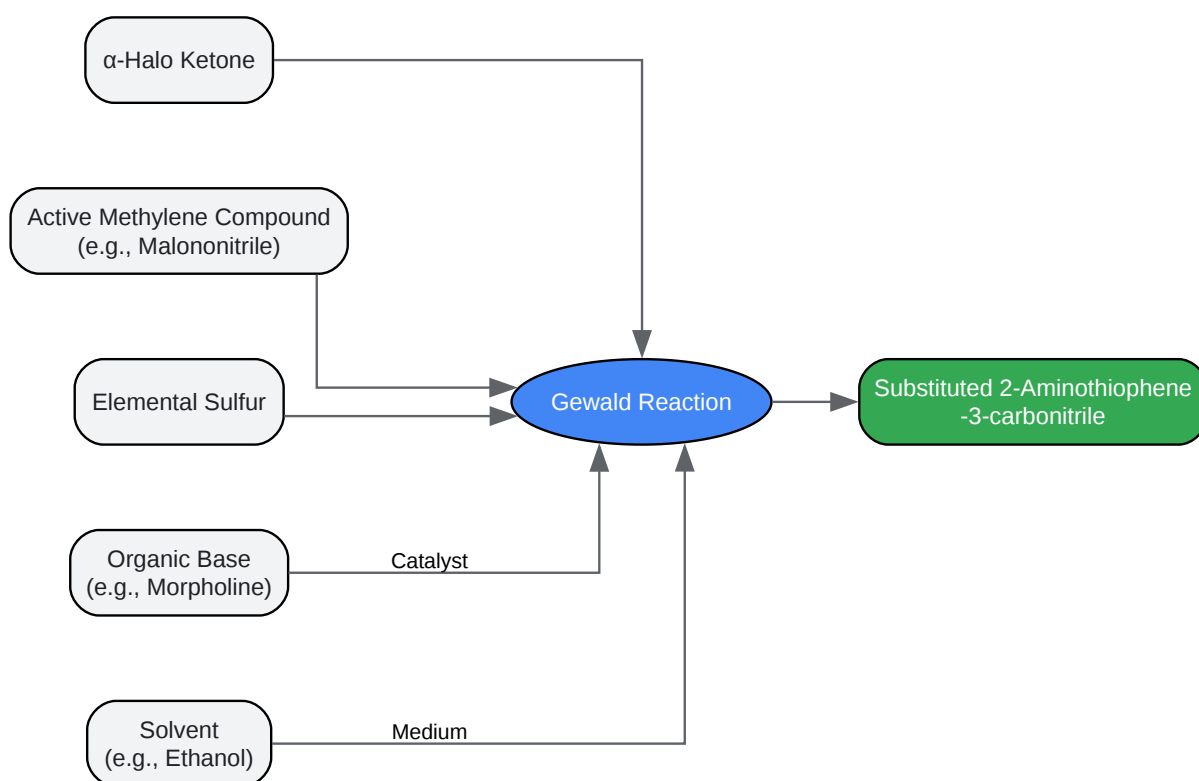 α-Halo Ketone
Active Methylene Compound
(e.g., Malononitrile)
Elemental Sulfur
Gewald Reaction
Substituted 2-Aminothiophene
-3-carbonitrile
Organic Base
(e.g., Morpholine)
Catalyst
Solvent
(e.g., Ethanol)
Medium